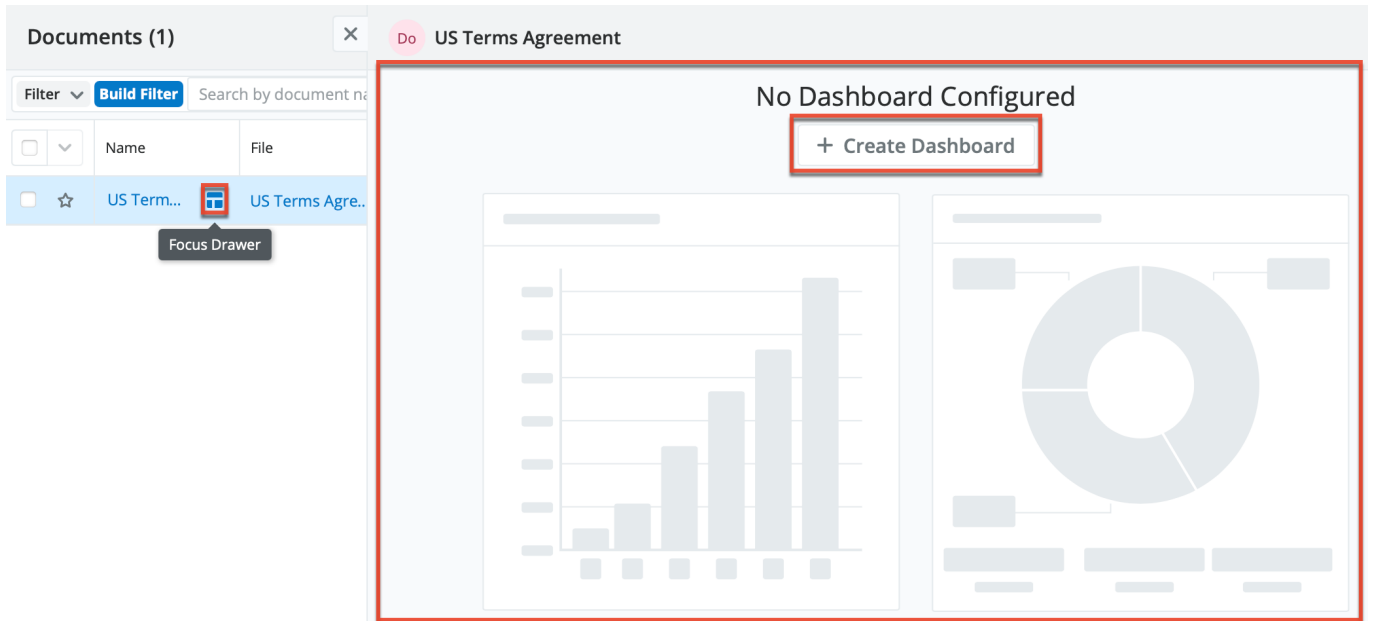 Documents (1)
Do US Terms Agreement
Filter Build Filter Search by document na
No Dashboard Configured
+ Create Dashboard
Name File
US Term... US Terms Agre..
Focus Drawer